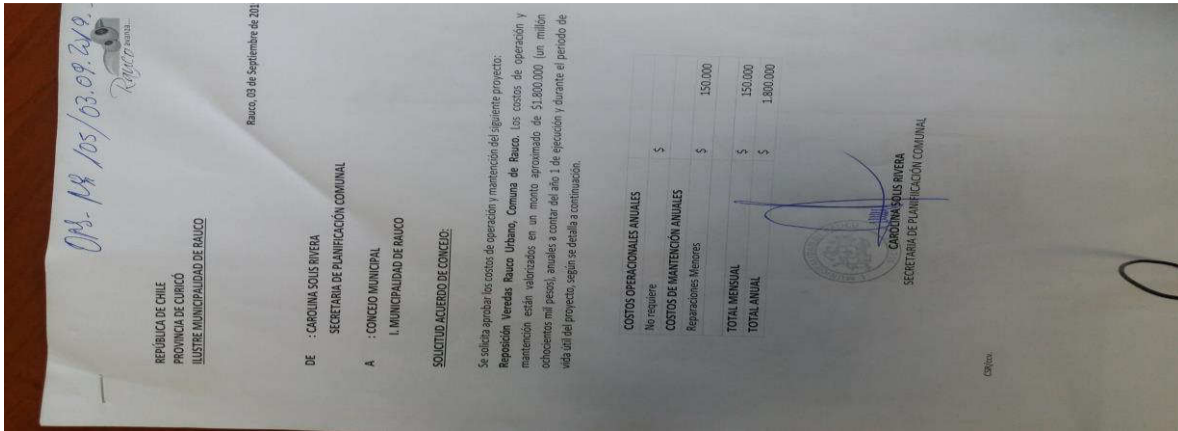 105/03.09.2019.-
Rauco avanza...
REPÚBLICA DE CHILE
PROVINCIA DE CURICÓ
ILUSTRE MUNICIPALIDAD DE RAUCO
Rauco, 03 de Septiembre de 201
DE : CAROLINA SOLIS RIVERA
SECRETARIA DE PLANIFICACIÓN COMUNAL
A : CONCEJO MUNICIPAL
I. MUNICIPALIDAD DE RAUCO
SOLICITUD ACUERDO DE CONCEJO:
Se solicita aprobar los costos de operación y mantención del siguiente proyecto:
Reposición Veredas Rauco Urbano, Comuna de Rauco. Los costos de operación y
mantención están valorizados en un monto aproximado de $1.800.000 (un millón
ochocientos mil pesos), anuales a contar del año 1 de ejecución y durante el periodo de
vida útil del proyecto, según se detalla a continuación.
COSTOS OPERACIONALES ANUALES
No requiere $
COSTOS DE MANTENCIÓN ANUALES
Reparaciones Menores $ 150.000
TOTAL MENSUAL $ 150.000
TOTAL ANUAL $ 1.800.000
CAROLINA SOLIS RIVERA
SECRETARIA DE PLANIFICACIÓN COMUNAL